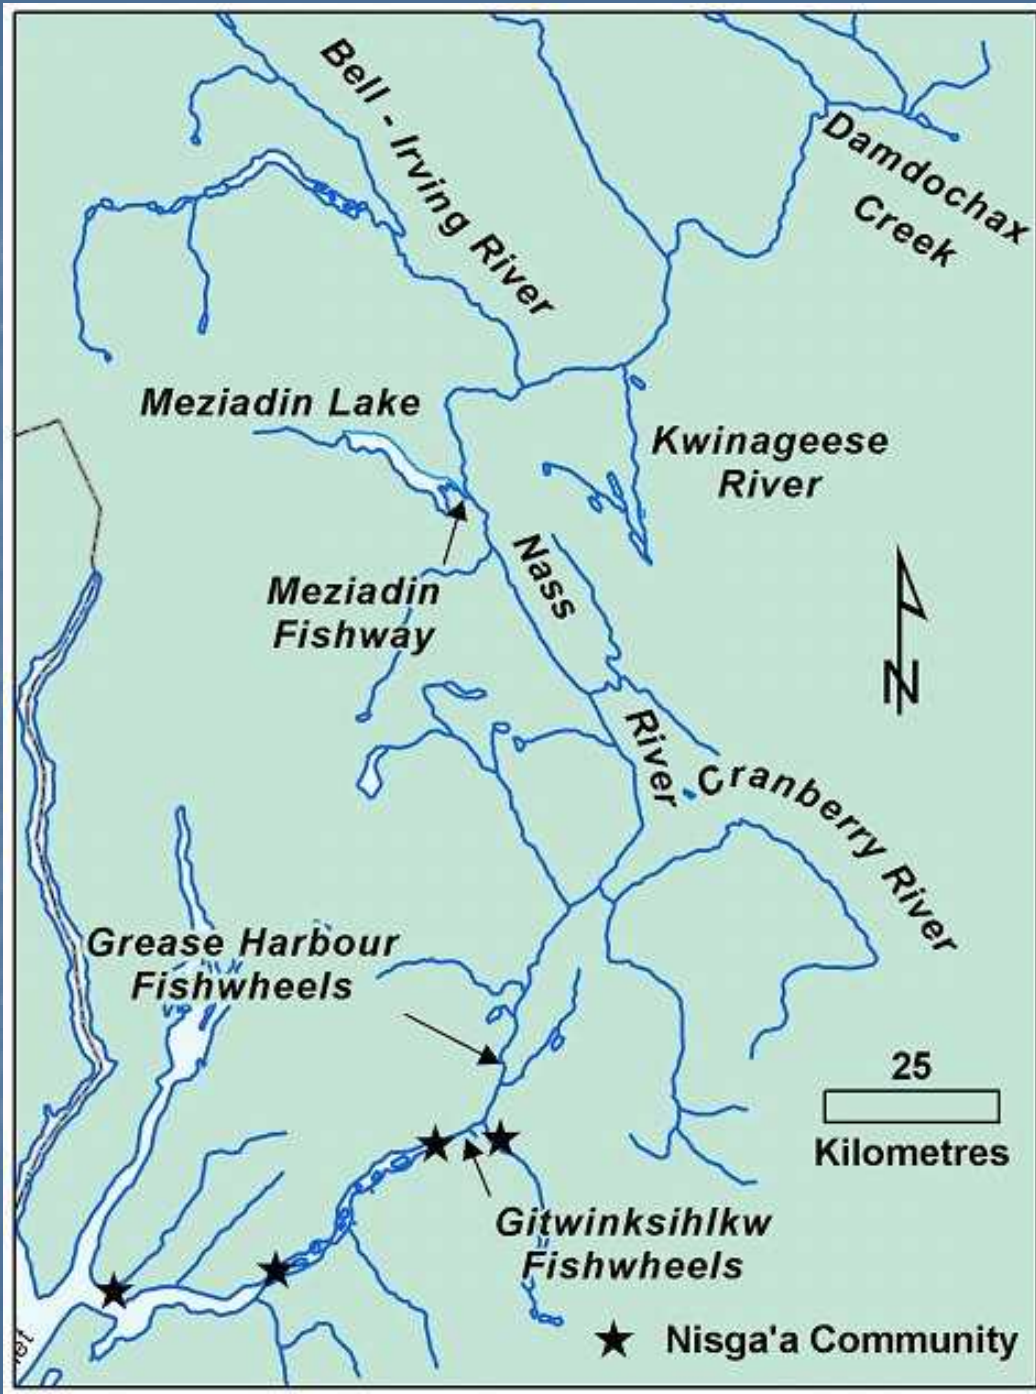 Bell - Irving River
Damdochax
Creek
Meziadin Lake
Kwinageese
River
Nass
River
Meziadin
Fishway
N
Cranberry River
Grease Harbour
Fishwheels
25
Kilometres
Gitwinksihlkw
Fishwheels
Nisga'a Community